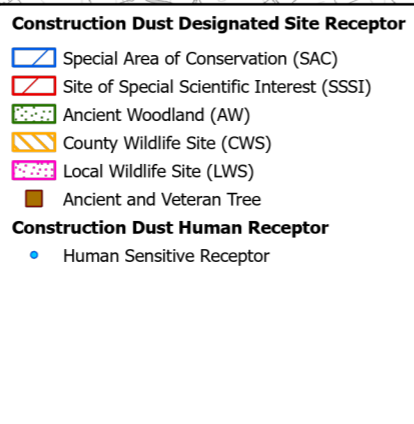 Construction Dust Designated Site Receptor
Special Area of Conservation (SAC)
Site of Special Scientific Interest (SSSI)
Ancient Woodland (AW)
County Wildlife Site (CWS)
Local Wildlife Site (LWS)
Ancient and Veteran Tree
Construction Dust Human Receptor
Human Sensitive Receptor